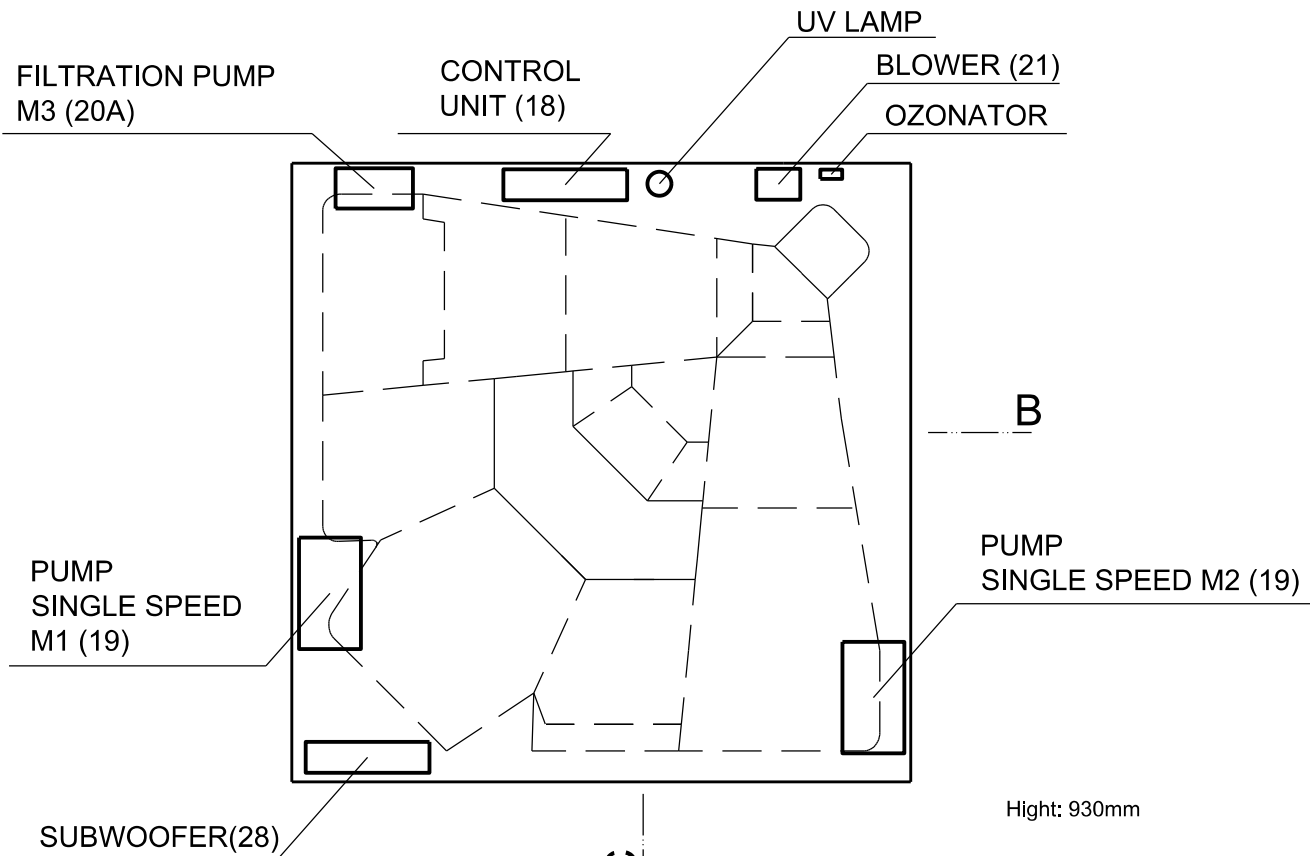 UV LAMP
BLOWER (21)
OZONATOR
FILTRATION PUMP
M3 (20A)
CONTROL
UNIT (18)
B
PUMP
SINGLE SPEED
M1 (19)
PUMP
SINGLE SPEED M2 (19)
SUBWOOFER(28)
Hight: 930mm